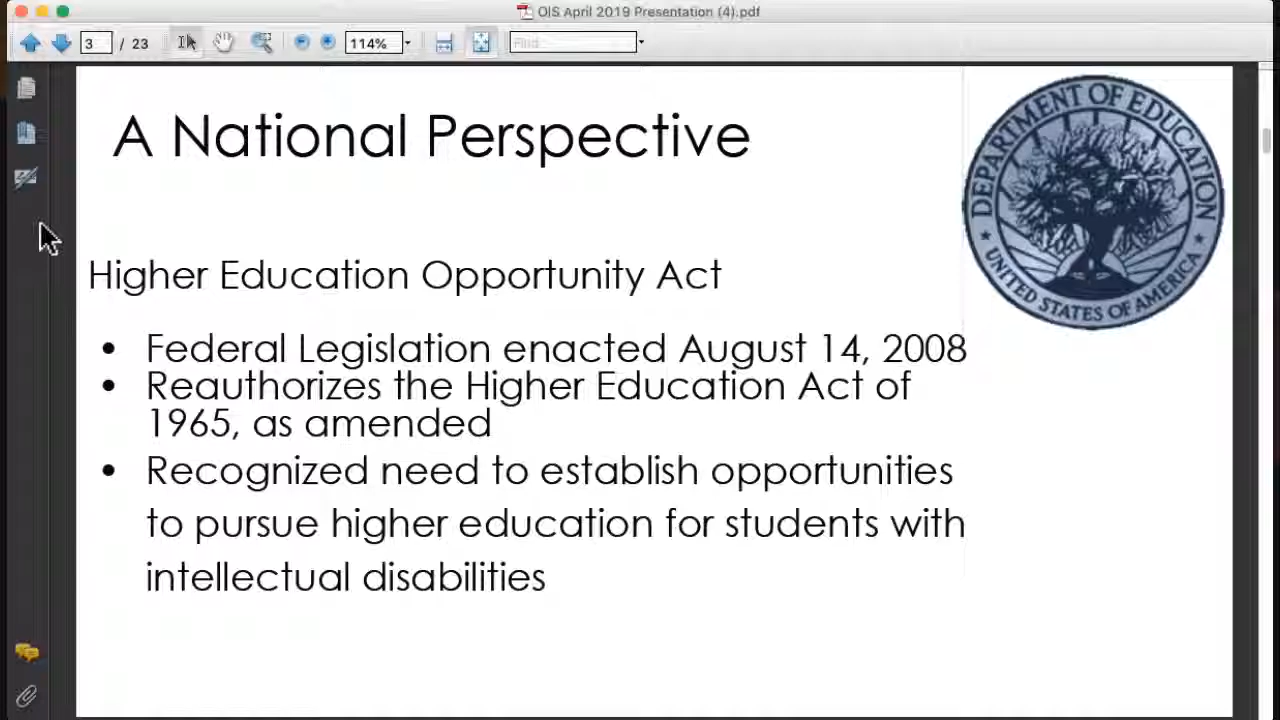 OIS April 2019 Presentation (4).pdf
3 / 23
114%
Find
A National Perspective
DEPARTMENT OF EDUCATION
UNITED STATES OF AMERICA
Higher Education Opportunity Act
• Federal Legislation enacted August 14, 2008
• Reauthorizes the Higher Education Act of
1965, as amended
• Recognized need to establish opportunities
to pursue higher education for students with
intellectual disabilities